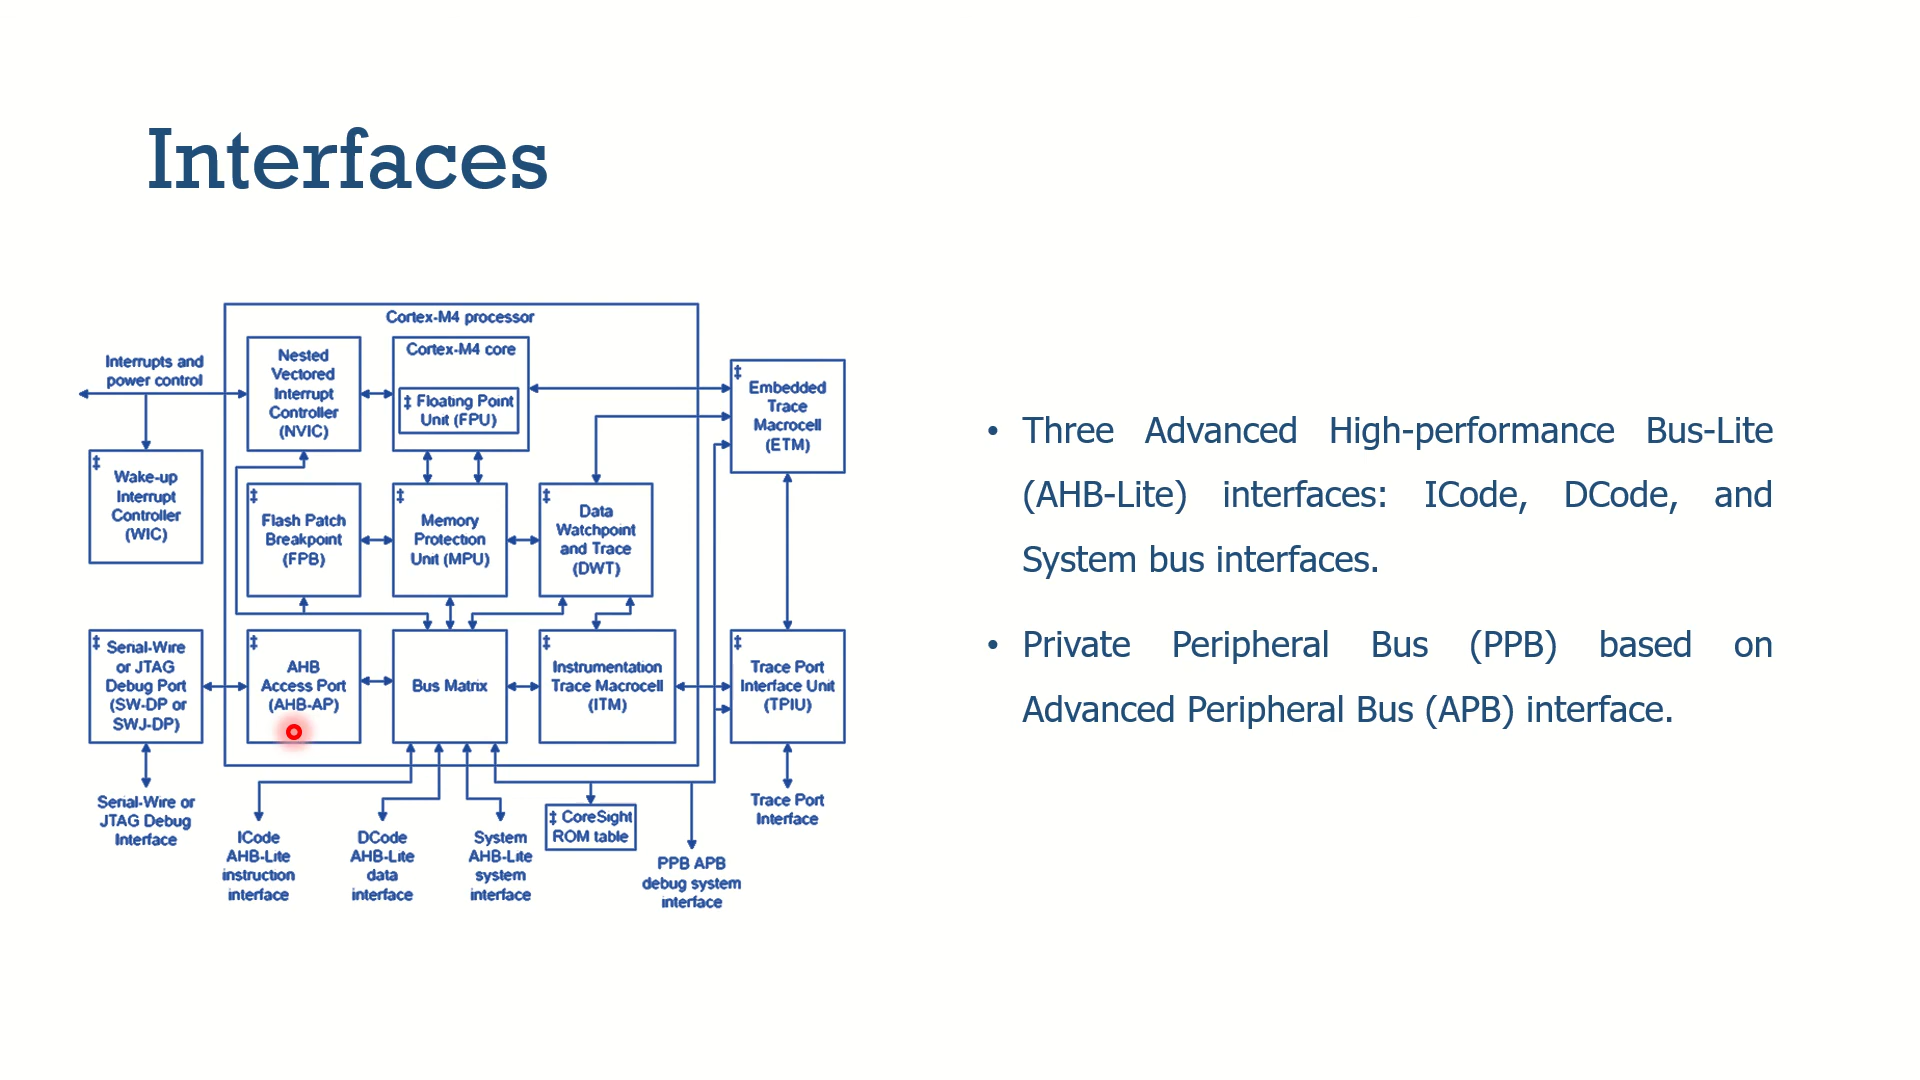 Interfaces
Cortex-M4 processor
Interrupts and
power control
Nested
Vectored
Interrupt
Controller
(NVIC)
Cortex-M4 core
‡ Floating Point
Unit (FPU)
‡
Embedded
Trace
Macrocell
(ETM)
‡
Wake-up
Interrupt
Controller
(WIC)
‡
Flash Patch
Breakpoint
(FPB)
‡
Memory
Protection
Unit (MPU)
‡
Data
Watchpoint
and Trace
(DWT)
‡ Serial-Wire
or JTAG
Debug Port
(SW-DP or
SWJ-DP)
‡
AHB
Access Port
(AHB-AP)
Bus Matrix
‡
Instrumentation
Trace Macrocell
(ITM)
‡
Trace Port
Interface Unit
(TPIU)
Serial-Wire or
JTAG Debug
Interface
ICode
AHB-Lite
instruction
interface
DCode
AHB-Lite
data
interface
System
AHB-Lite
system
interface
‡ CoreSight
ROM table
PPB APB
debug system
interface
Trace Port
Interface
• Three Advanced High-performance Bus-Lite
(AHB-Lite) interfaces: ICode, DCode, and
System bus interfaces.
• Private Peripheral Bus (PPB) based on
Advanced Peripheral Bus (APB) interface.